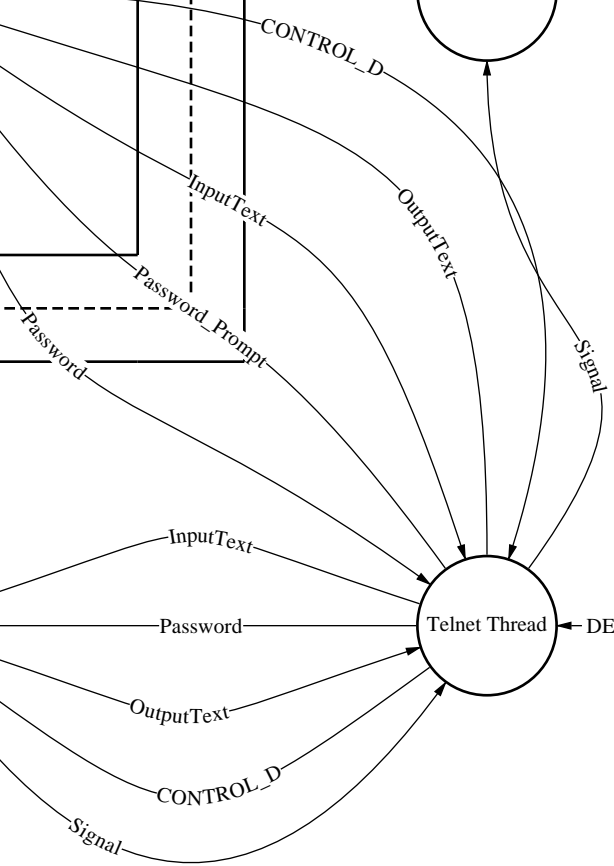 CONTROL_D
InputText
OutputText
Password_Prompt
Password
Signal
InputText
Password
Telnet Thread
DE
OutputText
CONTROL_D
Signal